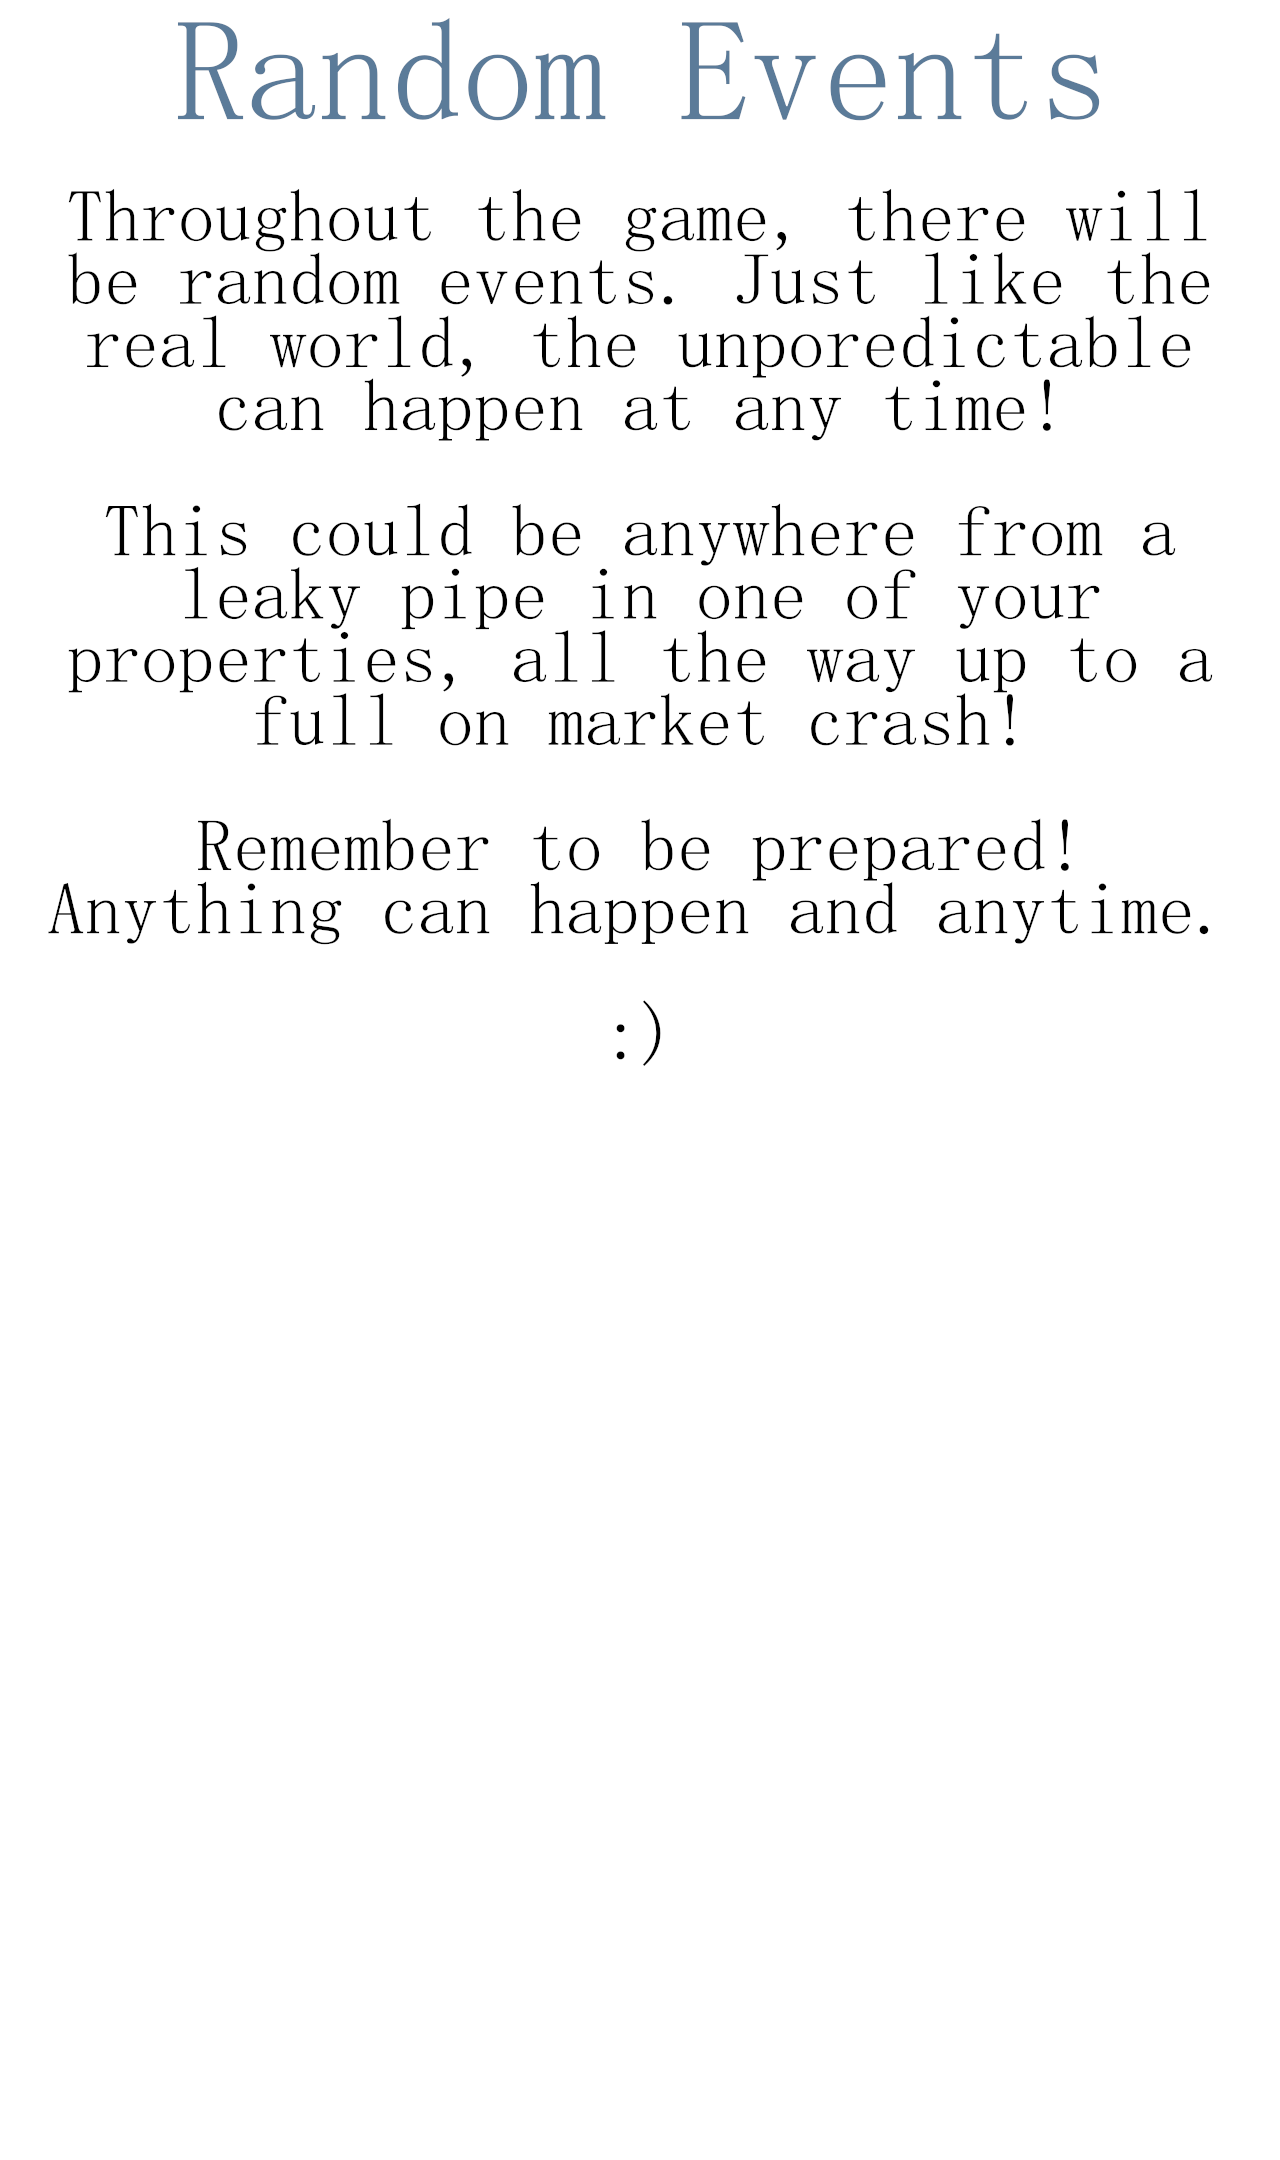 Random Events
Throughout the game, there will
be random events. Just like the
real world, the unporedictable
can happen at any time!
This could be anywhere from a
leaky pipe in one of your
properties, all the way up to a
full on market crash!
Remember to be prepared!
Anything can happen and anytime.
:)